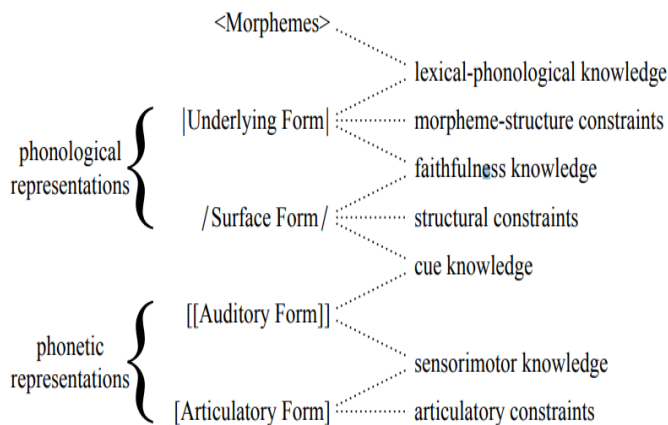 <Morphemes>
lexical-phonological knowledge
|Underlying Form|
morpheme-structure constraints
phonological
representations
faithfulness knowledge
/Surface Form/
structural constraints
cue knowledge
[[Auditory Form]]
phonetic
representations
sensorimotor knowledge
[Articulatory Form]
articulatory constraints